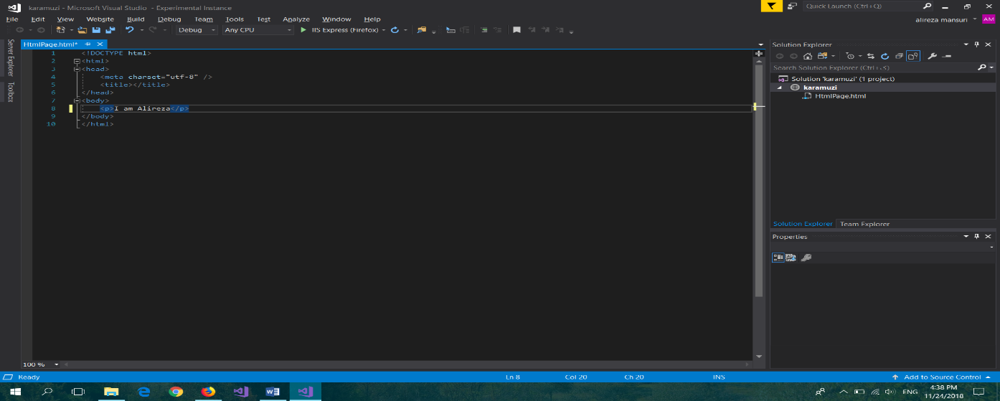 karamuzi - Microsoft Visual Studio - Experimental Instance
Quick Launch (Ctrl+Q)
File Edit View Website Build Debug Team Tools Test Analyze Window Help
alireza mansuri AM
Debug Any CPU IIS Express (Firefox)
Server Explorer
Toolbox
HtmlPage.html*
1 <!DOCTYPE html>
2 <html>
3 <head>
4 <meta charset="utf-8" />
5 <title></title>
6 </head>
7 <body>
8 <p>I am Alireza</p>
9 </body>
10 </html>
100 %
Solution Explorer
Search Solution Explorer (Ctrl+
Solution 'karamuzi' (1 project)
karamuzi
HtmlPage.html
Solution Explorer Team Explorer
Properties
Ready Ln 8 Col 20 Ch 20 INS Add to Source Control
ENG 4:38 PM
11/24/2018